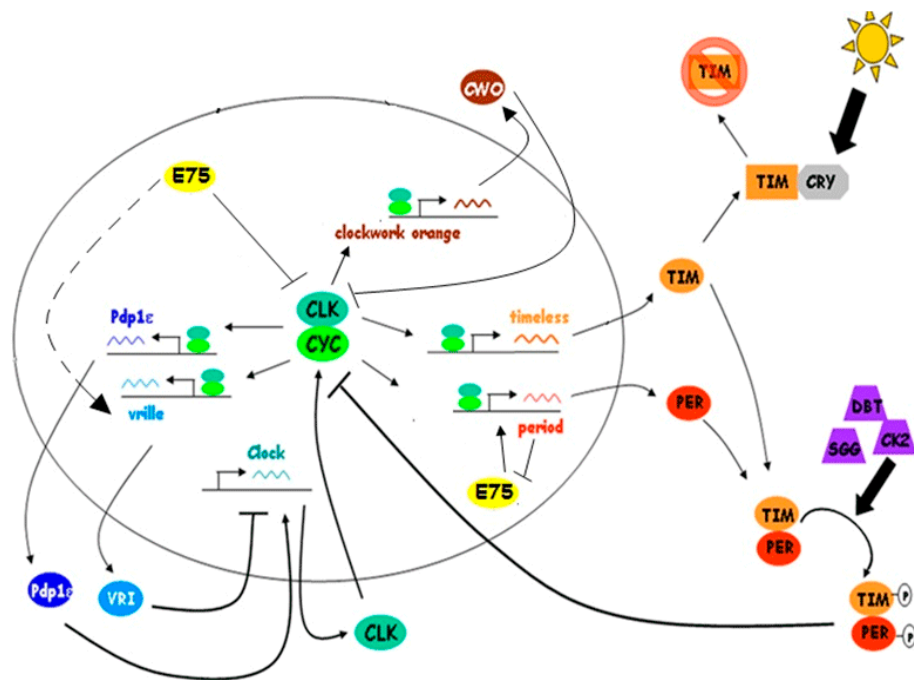 CWO
TIM
E75
TIM CRY
clockwork orange
TIM
CLK
CYC
Pdp1ε
timeless
vrille
PER
period
DBT
SGG
CK2
Clock
E75
TIM
PER
Pdp1ε
VRI
CLK
TIM
P
PER
P